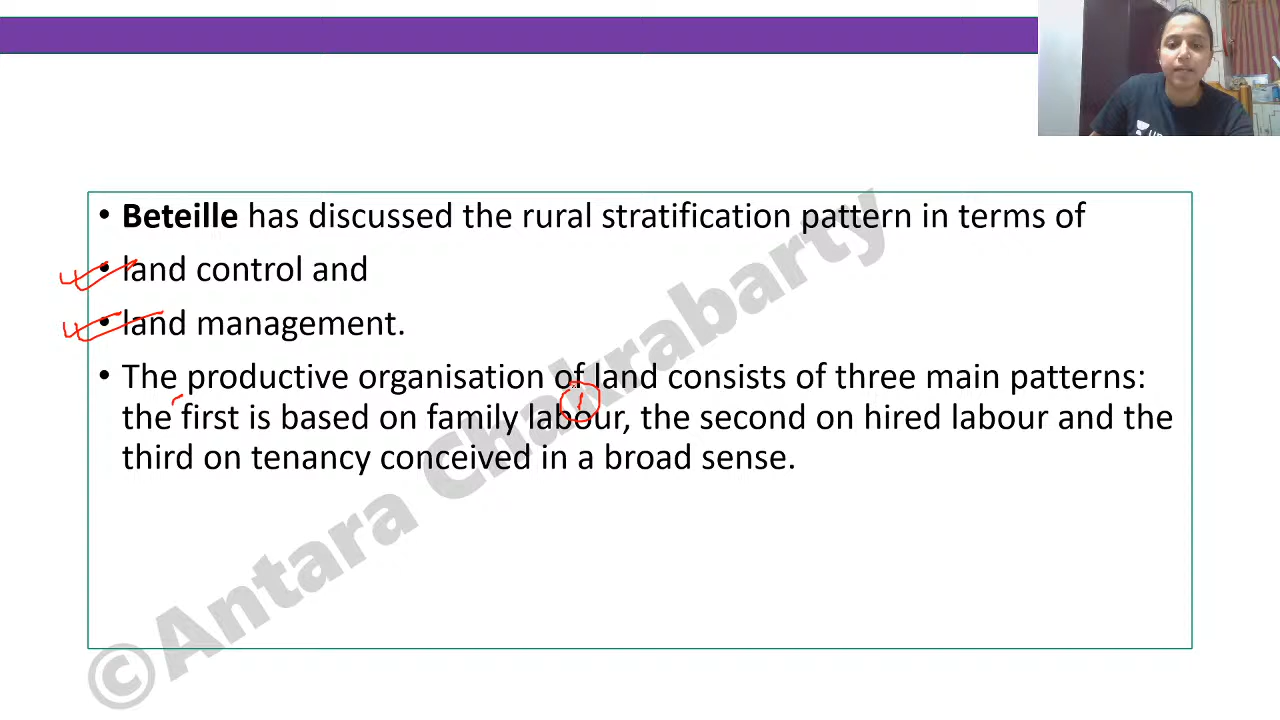 • Beteille has discussed the rural stratification pattern in terms of
• land control and
• land management.
• The productive organisation of land consists of three main patterns:
the first is based on family labour, the second on hired labour and the
third on tenancy conceived in a broad sense.
1
©Antara Chakrabarty